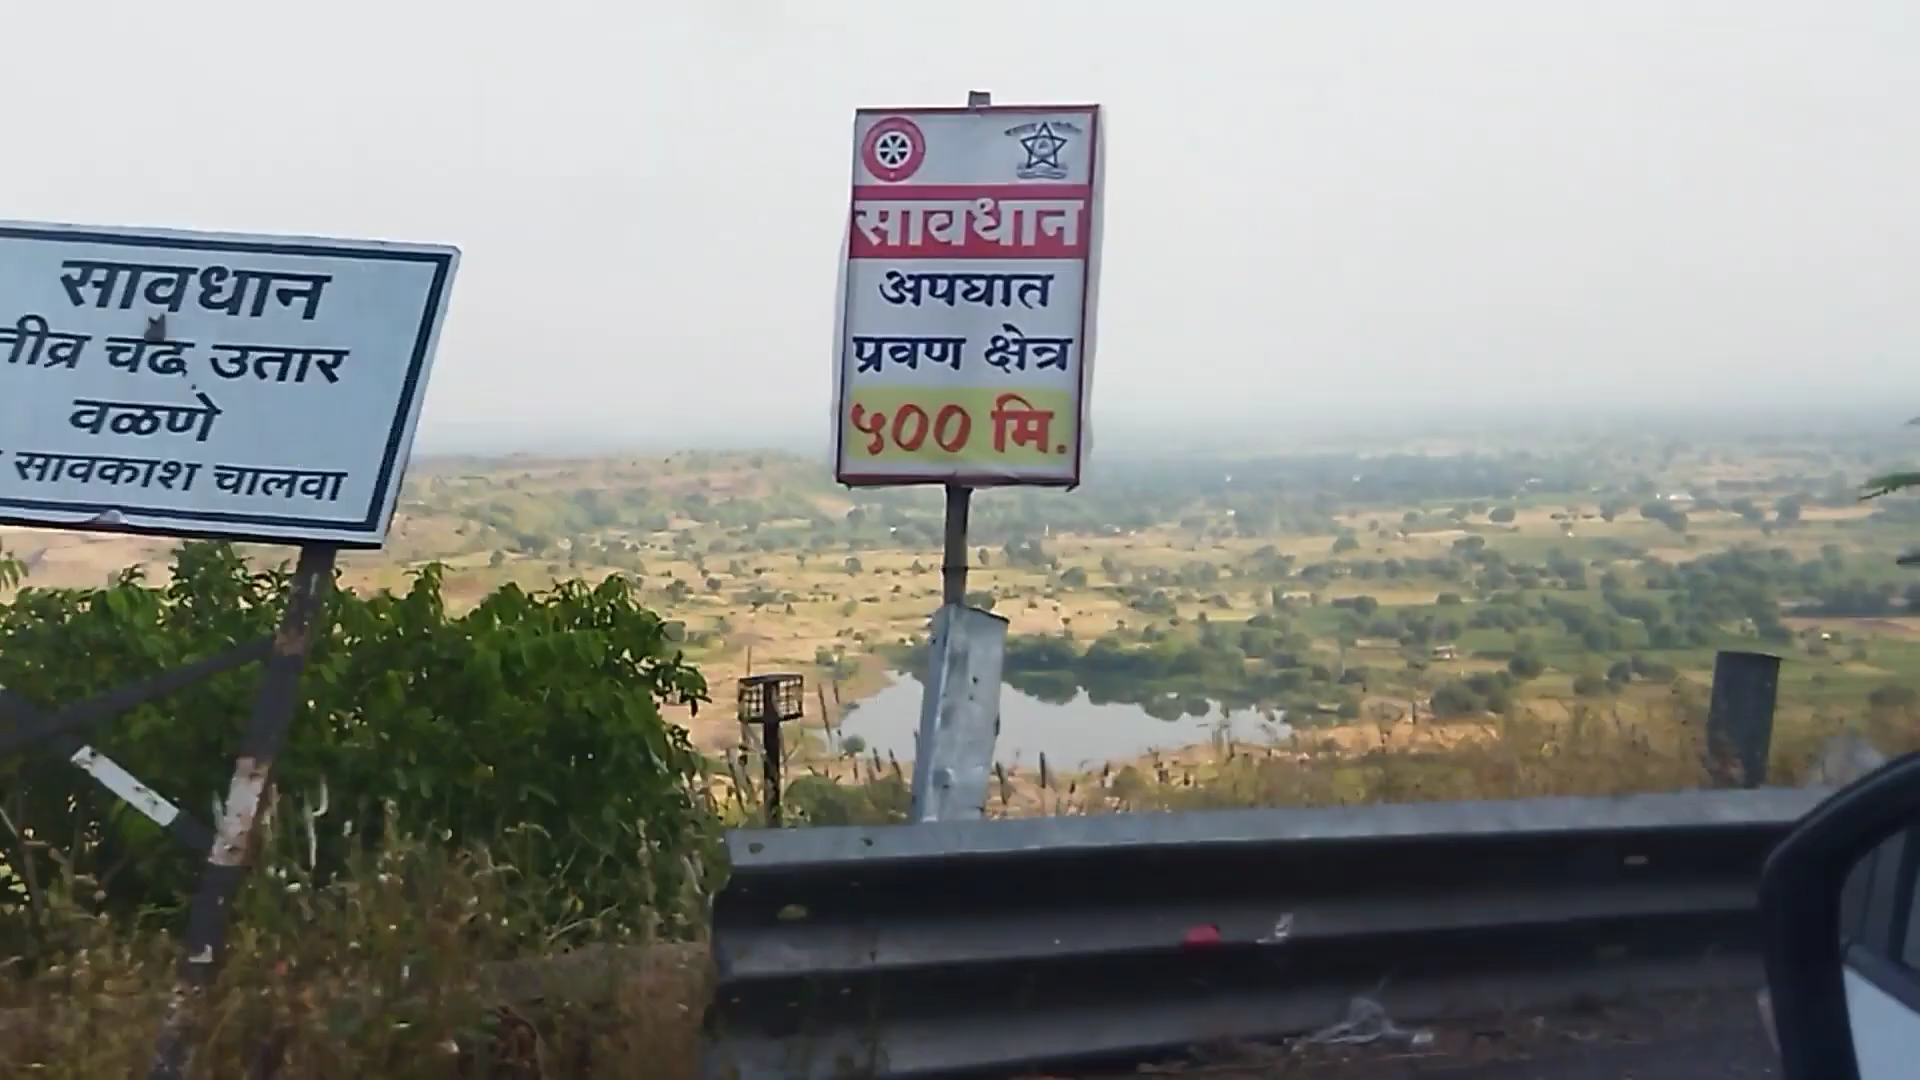 सावधान
तीव्र चढ उतार
वळणे
सावकाश चालवा
सावधान
अपघात
प्रवण क्षेत्र
५०० मि.